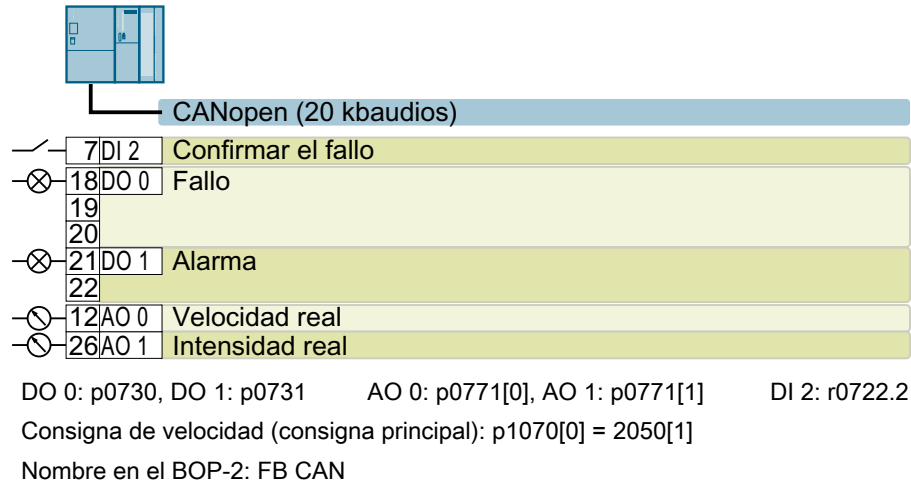 CANopen (20 kbaudios)
7 DI 2 Confirmar el fallo
18 DO 0 Fallo
19
20
21 DO 1 Alarma
22
12 AO 0 Velocidad real
26 AO 1 Intensidad real
DO 0: p0730, DO 1: p0731 AO 0: p0771[0], AO 1: p0771[1] DI 2: r0722.2
Consigna de velocidad (consigna principal): p1070[0] = 2050[1]
Nombre en el BOP-2: FB CAN